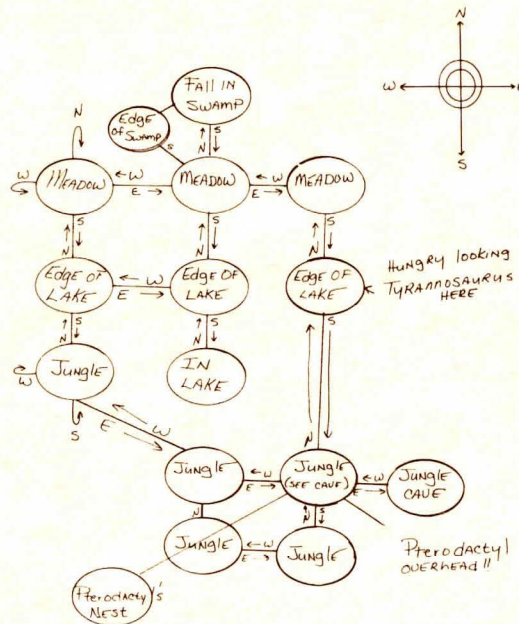 N
W
E
S
Fall in
Swamp
Edge
of Swamp
S
N
S
N
W
Meadow
W
E
Meadow
W
E
Meadow
S
N
S
N
S
N
Edge of
Lake
W
E
Edge of
Lake
Edge of
Lake
Hungry looking
Tyrannosaurus
here
S
N
S
N
S
W
Jungle
S
In
Lake
E
W
N
Jungle
W
E
Jungle
(see cave)
W
E
Jungle
Cave
N
N
S
Jungle
W
E
Jungle
Pterodactyl
overhead!!
Pterodactyl's
Nest